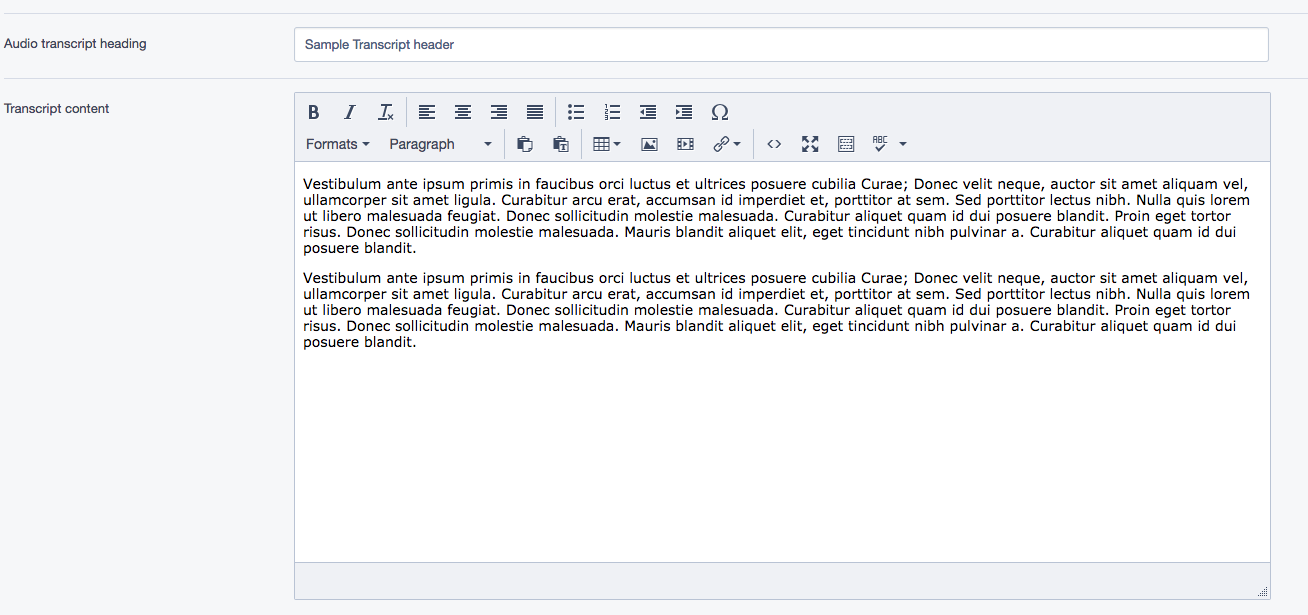 Audio transcript heading
Sample Transcript header
Transcript content
B I Tx Ω
Formats Paragraph <> ABC
Vestibulum ante ipsum primis in faucibus orci luctus et ultrices posuere cubilia Curae; Donec velit neque, auctor sit amet aliquam vel,
ullamcorper sit amet ligula. Curabitur arcu erat, accumsan id imperdiet et, porttitor at sem. Sed porttitor lectus nibh. Nulla quis lorem
ut libero malesuada feugiat. Donec sollicitudin molestie malesuada. Curabitur aliquet quam id dui posuere blandit. Proin eget tortor
risus. Donec sollicitudin molestie malesuada. Mauris blandit aliquet elit, eget tincidunt nibh pulvinar a. Curabitur aliquet quam id dui
posuere blandit.
Vestibulum ante ipsum primis in faucibus orci luctus et ultrices posuere cubilia Curae; Donec velit neque, auctor sit amet aliquam vel,
ullamcorper sit amet ligula. Curabitur arcu erat, accumsan id imperdiet et, porttitor at sem. Sed porttitor lectus nibh. Nulla quis lorem
ut libero malesuada feugiat. Donec sollicitudin molestie malesuada. Curabitur aliquet quam id dui posuere blandit. Proin eget tortor
risus. Donec sollicitudin molestie malesuada. Mauris blandit aliquet elit, eget tincidunt nibh pulvinar a. Curabitur aliquet quam id dui
posuere blandit.